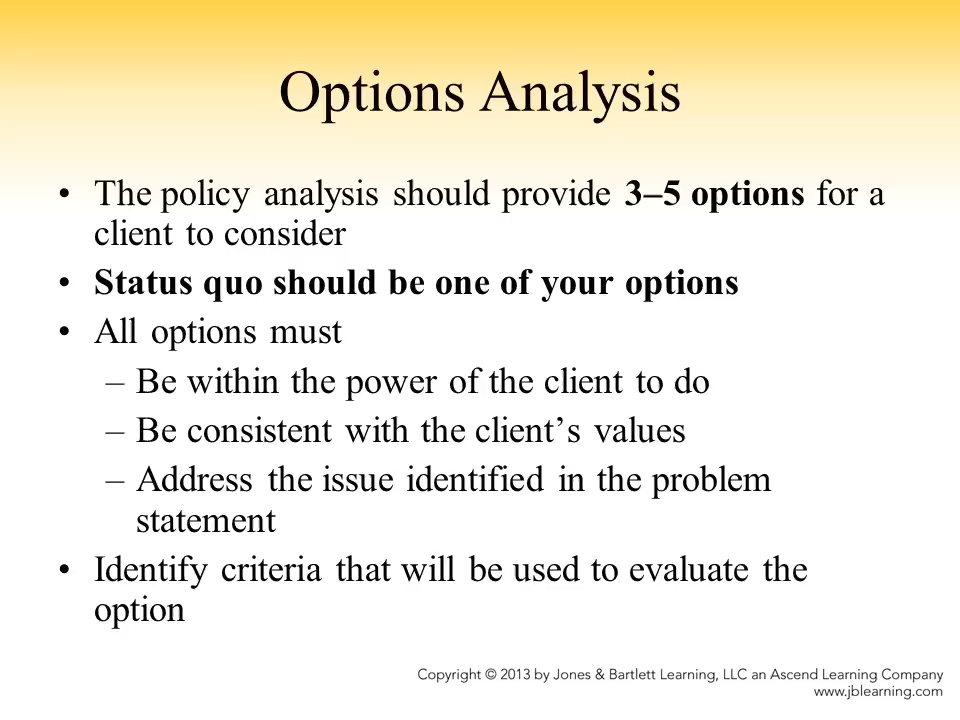 Options Analysis
• The policy analysis should provide 3–5 options for a
client to consider
• Status quo should be one of your options
• All options must
– Be within the power of the client to do
– Be consistent with the client’s values
– Address the issue identified in the problem
statement
• Identify criteria that will be used to evaluate the
option
Copyright © 2013 by Jones & Bartlett Learning, LLC an Ascend Learning Company
www.jblearning.com